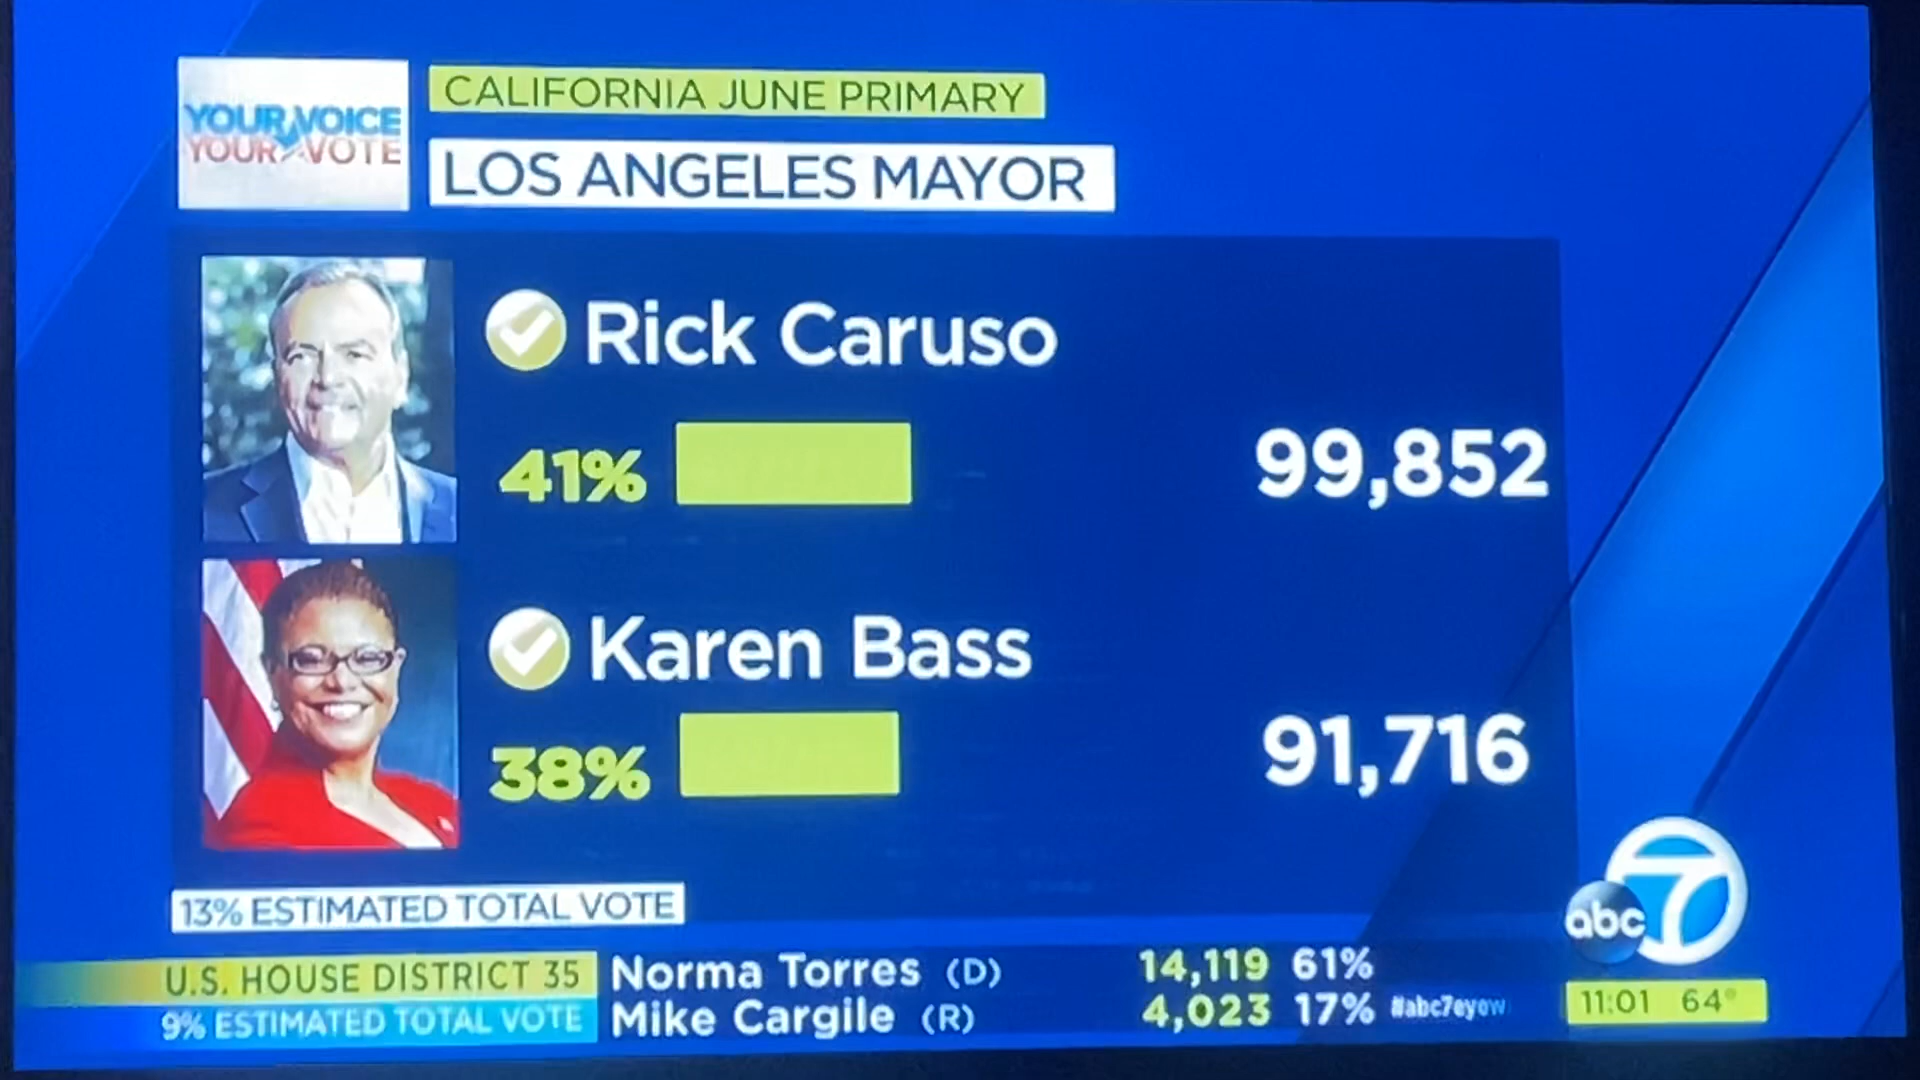 YOUR VOICE
YOUR VOTE
CALIFORNIA JUNE PRIMARY
LOS ANGELES MAYOR
Rick Caruso
41%
99,852
Karen Bass
38%
91,716
13% ESTIMATED TOTAL VOTE
abc 7
U.S. HOUSE DISTRICT 35
9% ESTIMATED TOTAL VOTE
Norma Torres (D) 14,119 61%
Mike Cargile (R) 4,023 17%
11:01 64°